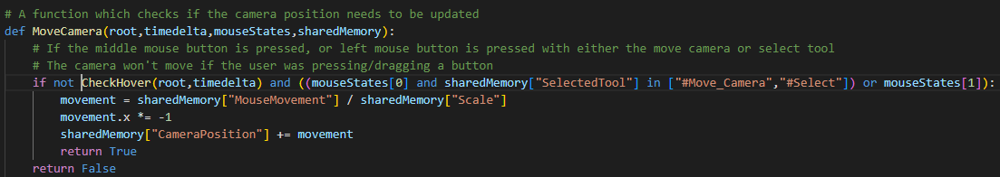 # A function which checks if the camera position needs to be updated
def MoveCamera(root,timedelta,mouseStates,sharedMemory):
    # If the middle mouse button is pressed, or left mouse button is pressed with either the move camera or select tool
    # The camera won't move if the user was pressing/dragging a button
    if not CheckHover(root,timedelta) and ((mouseStates[0] and sharedMemory["SelectedTool"] in ["#Move_Camera","#Select"]) or mouseStates[1]):
        movement = sharedMemory["MouseMovement"] / sharedMemory["Scale"]
        movement.x *= -1
        sharedMemory["CameraPosition"] += movement
        return True
    return False